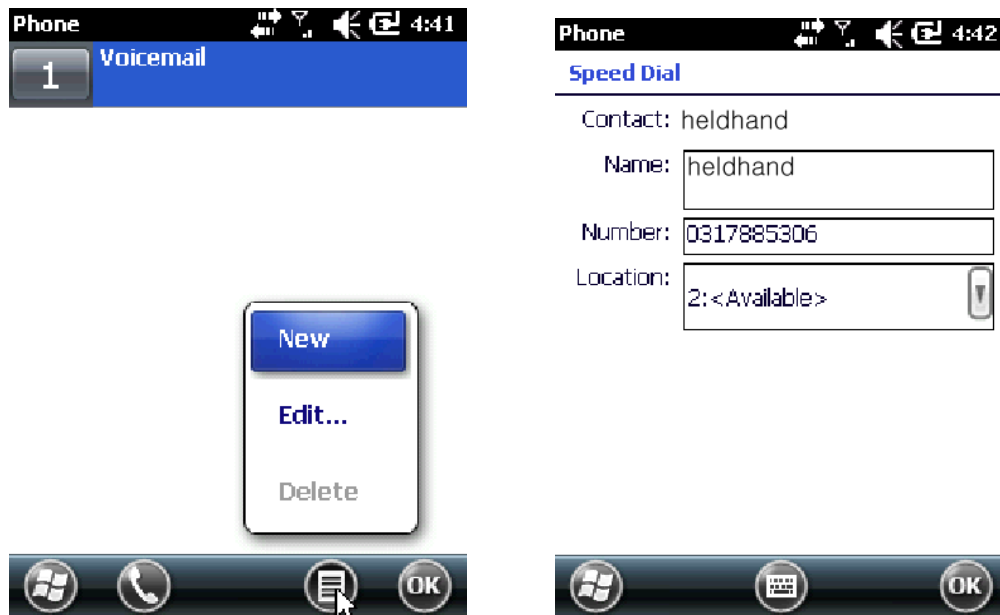 Phone 4:41
1 Voicemail
New
Edit...
Delete
OK
Phone 4:42
Speed Dial
Contact: heldhand
Name: heldhand
Number: 0317885306
Location: 2:<Available>
OK